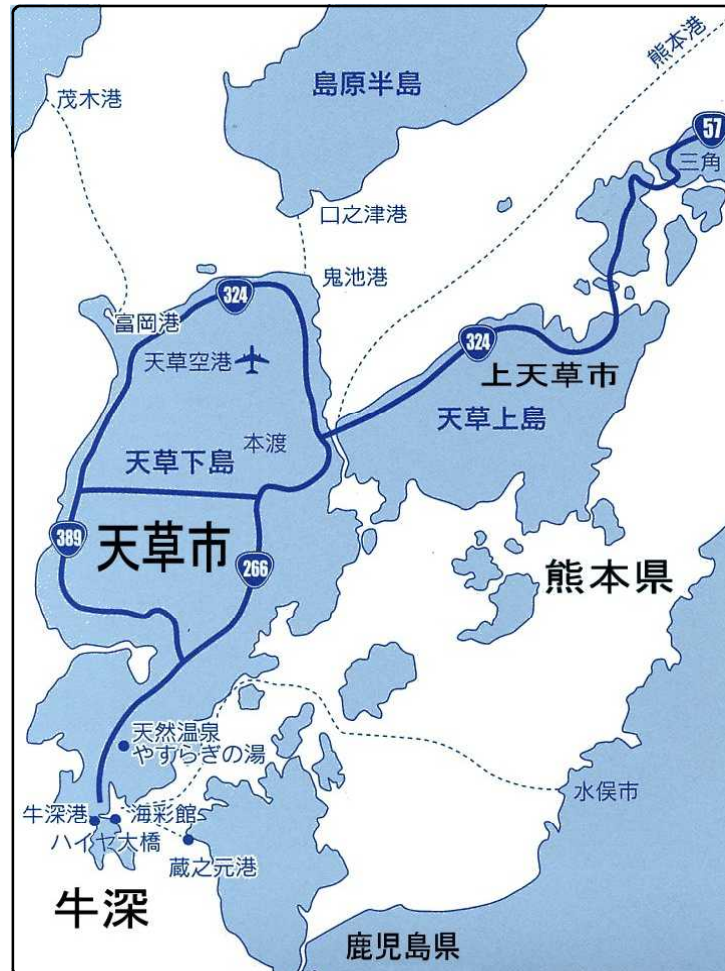 熊本港
島原半島
茂木港
57
三角
口之津港
鬼池港
324
富岡港
天草空港
324
上天草市
天草上島
本渡
天草下島
389
天草市
266
熊本県
天然温泉
やすらぎの湯
水俣市
牛深港
海彩館
ハイヤ大橋
蔵之元港
牛深
鹿児島県